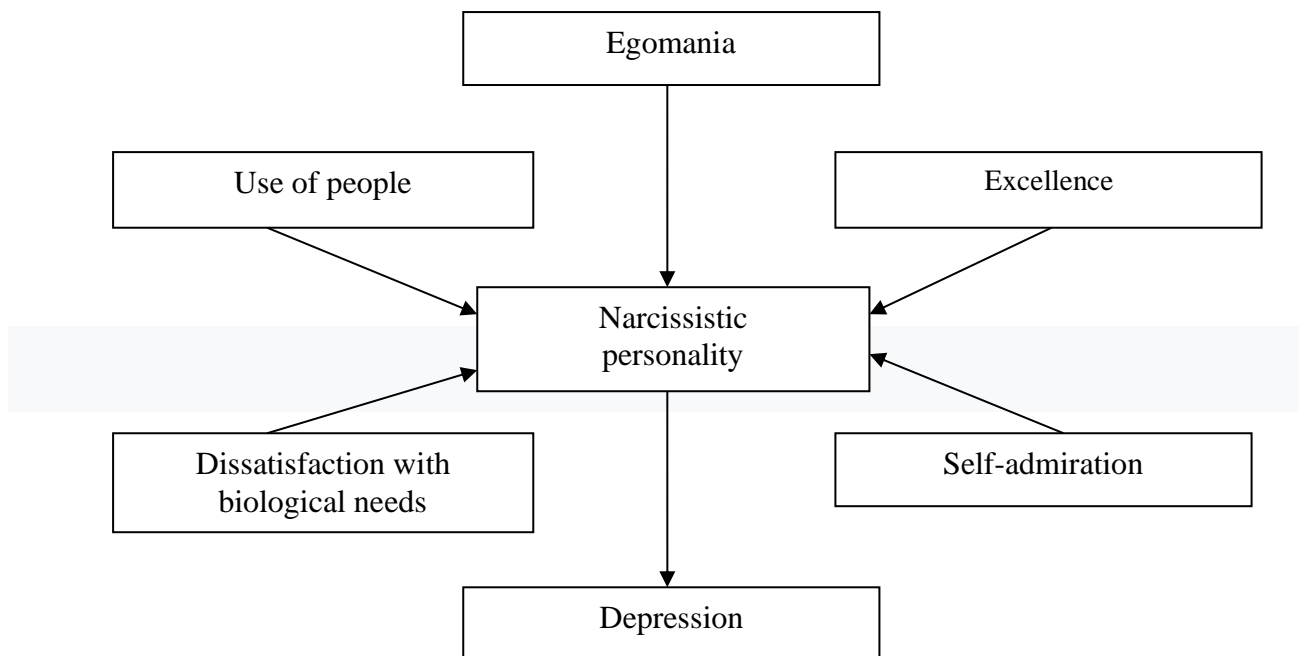 Egomania
Use of people
Excellence
Narcissistic
personality
Dissatisfaction with
biological needs
Self-admiration
Depression